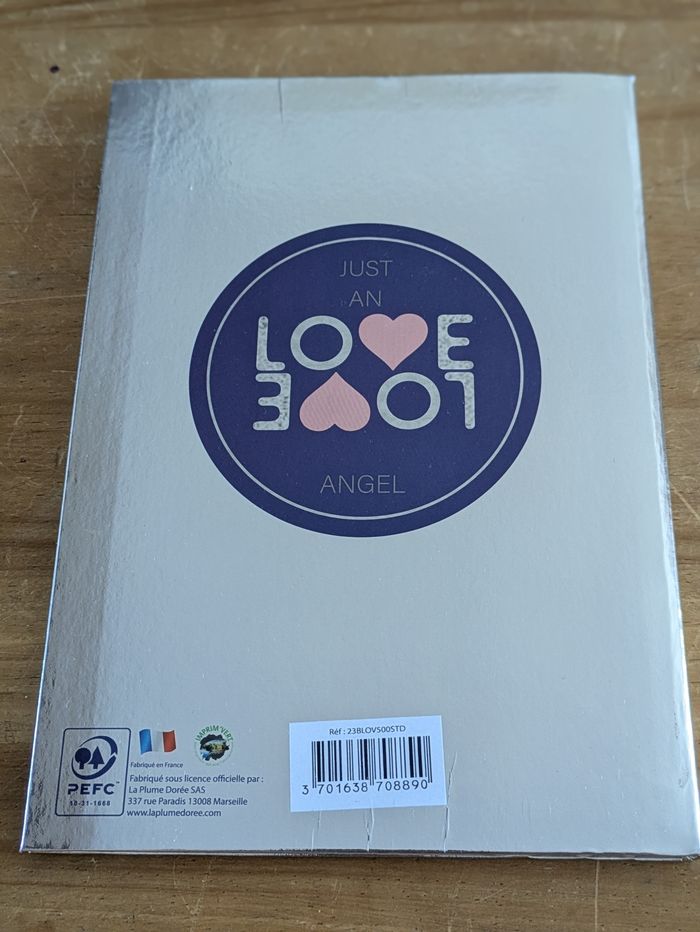 JUST
AN
LOVE
LOVE
ANGEL
Réf : 23BLOV500STD
3 701638 708890
IMPRIM'VERT
PEFC™
10-31-1668
Fabriqué en France
Fabriqué sous licence officielle par :
La Plume Dorée SAS
337 rue Paradis 13008 Marseille
www.laplumedoree.com